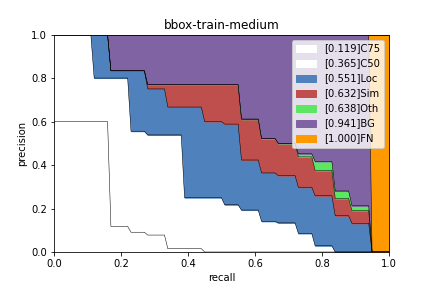 bbox-train-medium
1.0
0.8
0.6
0.4
0.2
0.0
precision
[0.119]C75
[0.365]C50
[0.551]Loc
[0.632]Sim
[0.638]Oth
[0.941]BG
[1.000]FN
0.0 0.2 0.4 0.6 0.8 1.0
recall